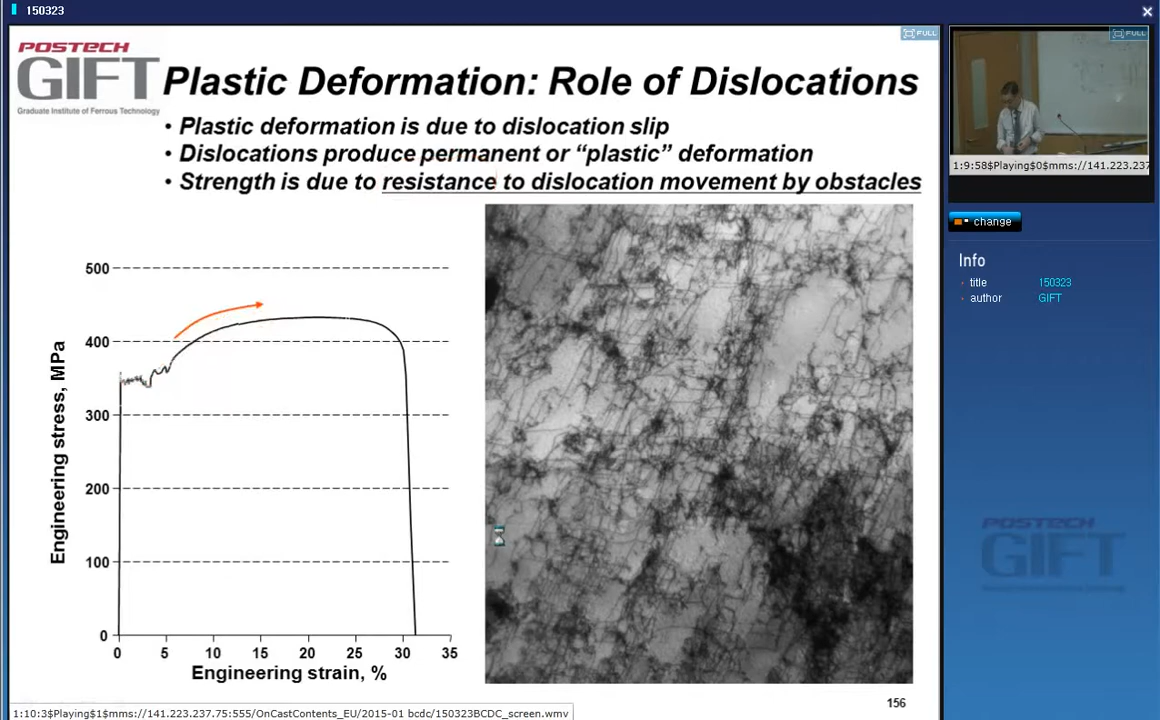 150323
POSTECH
GIFT
Graduate Institute of Ferrous Technology
Plastic Deformation: Role of Dislocations
• Plastic deformation is due to dislocation slip
• Dislocations produce permanent or “plastic” deformation
• Strength is due to resistance to dislocation movement by obstacles
FULL
500
400
300
200
100
0
Engineering stress, MPa
0 5 10 15 20 25 30 35
Engineering strain, %
156
1:10:3$Playing$1$mms://141.223.237.75:555/OnCastContents_EU/2015-01 bcdc/150323BCDC_screen.wmv
FULL
1:9:58$Playing$0$mms://141.223.237
change
Info
title 150323
author GIFT
POSTECH
GIFT